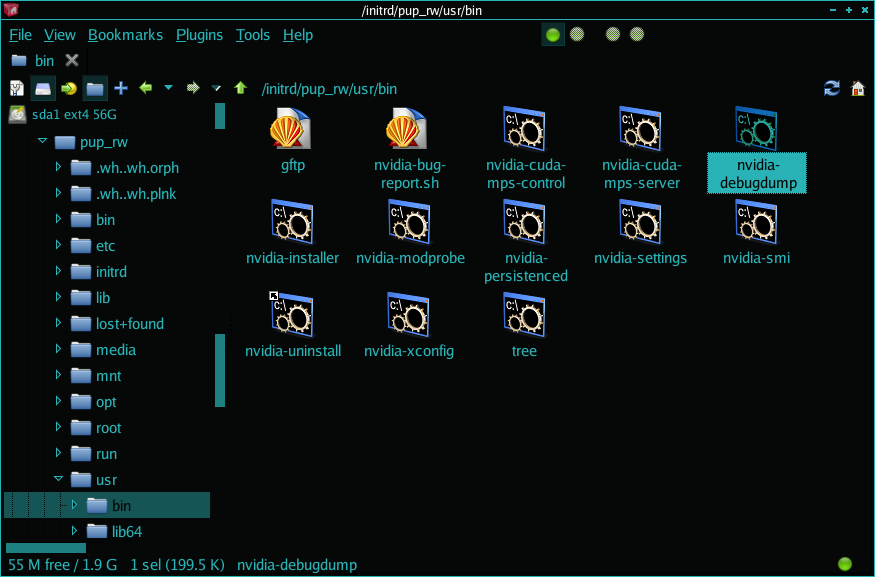 /initrd/pup_rw/usr/bin
File View Bookmarks Plugins Tools Help
bin
/initrd/pup_rw/usr/bin
sda1 ext4 56G
pup_rw
.wh..wh.orph
.wh..wh.plnk
bin
etc
initrd
lib
lost+found
media
mnt
opt
root
run
usr
bin
lib64
gftp
nvidia-bug-
report.sh
nvidia-cuda-
mps-control
nvidia-cuda-
mps-server
nvidia-
debugdump
nvidia-installer
nvidia-modprobe
nvidia-
persistenced
nvidia-settings
nvidia-smi
nvidia-uninstall
nvidia-xconfig
tree
55 M free / 1.9 G 1 sel (199.5 K) nvidia-debugdump